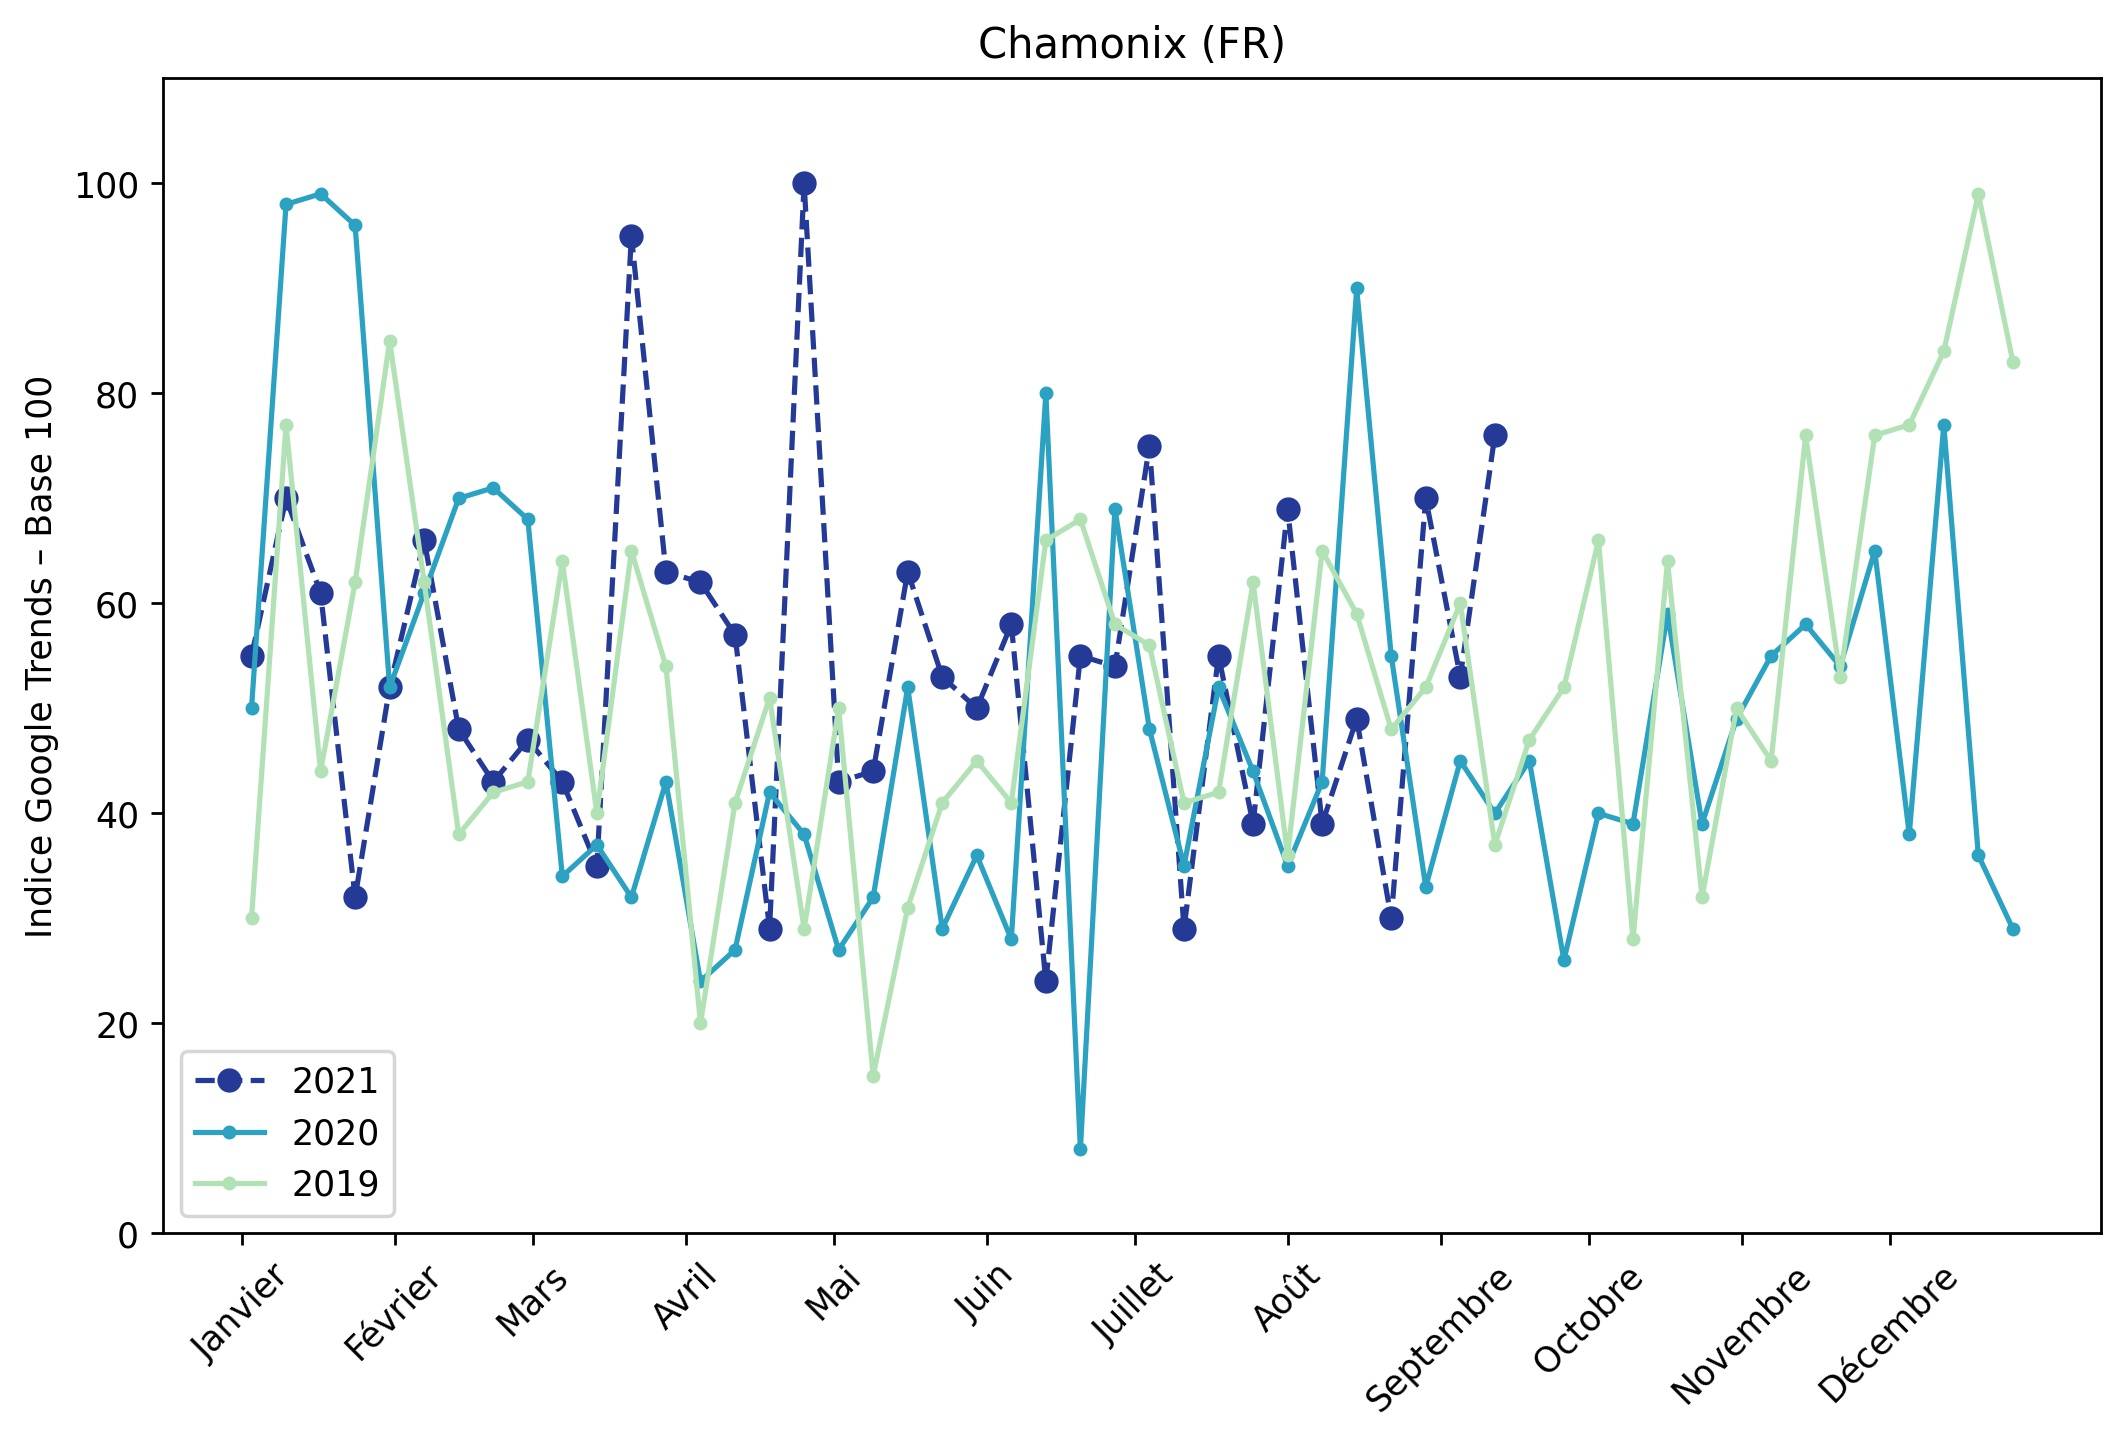 Chamonix (FR)
Indice Google Trends – Base 100
100
80
60
40
20
0
2021
2020
2019
Janvier
Février
Mars
Avril
Mai
Juin
Juillet
Août
Septembre
Octobre
Novembre
Décembre